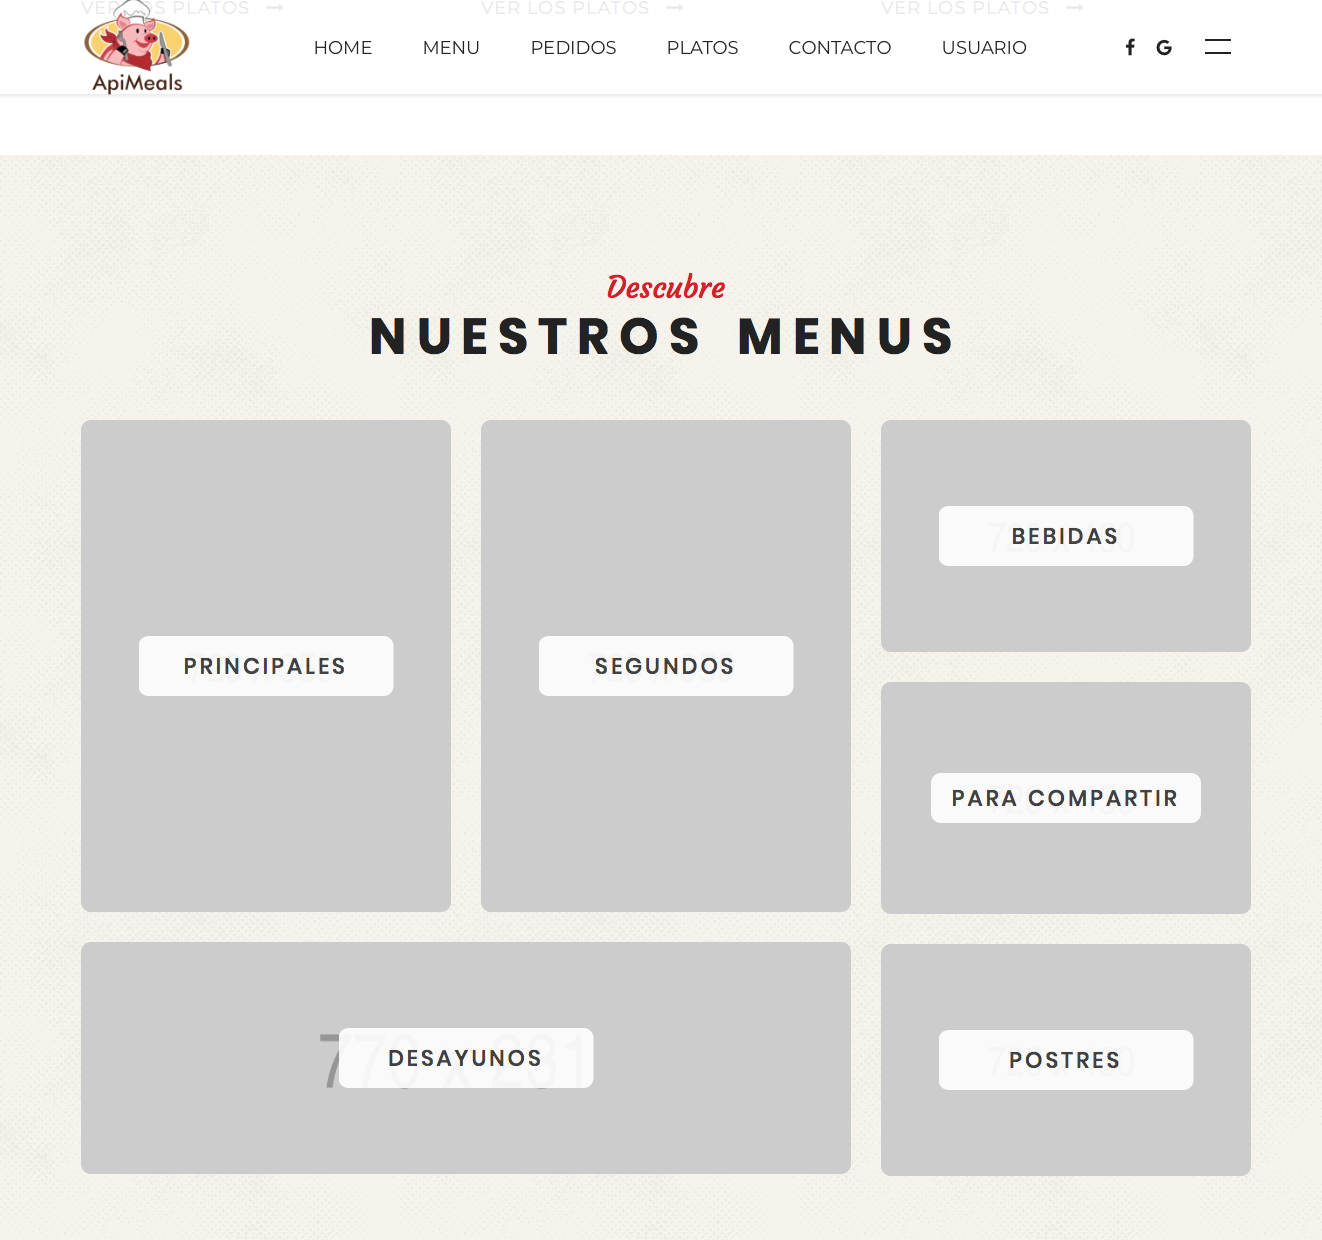 VER LOS PLATOS
VER LOS PLATOS
VER LOS PLATOS
ApiMeals
HOME
MENU
PEDIDOS
PLATOS
CONTACTO
USUARIO
Descubre
NUESTROS MENUS
PRINCIPALES
SEGUNDOS
BEBIDAS
PARA COMPARTIR
770 x 281
DESAYUNOS
POSTRES